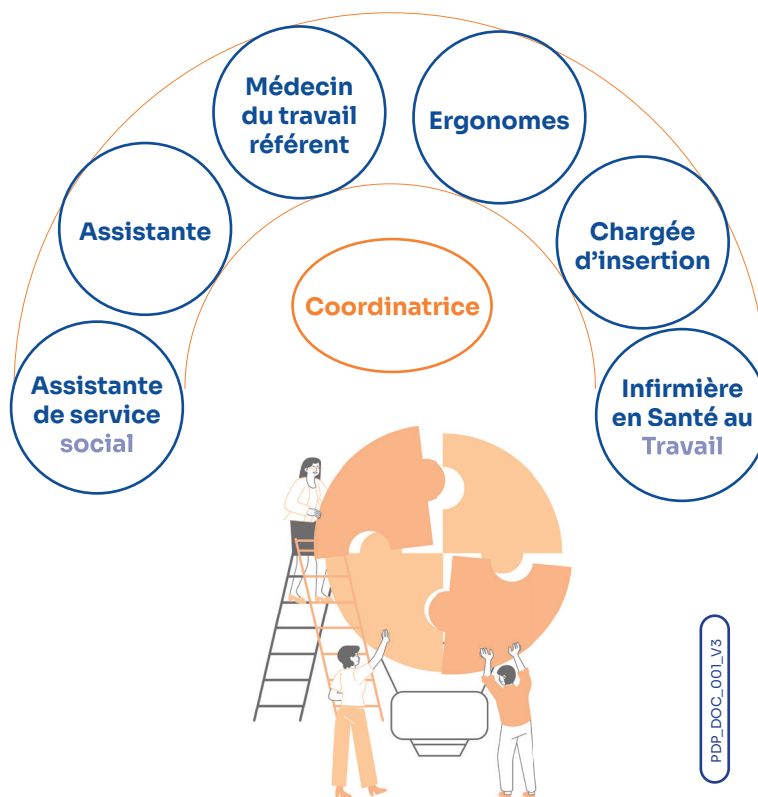 Médecin
du travail
référent
Ergonomes
Assistante
Chargée
d’insertion
Coordinatrice
Assistante
de service
social
Infirmière
en Santé au
Travail
PDP_DOC_001_V3